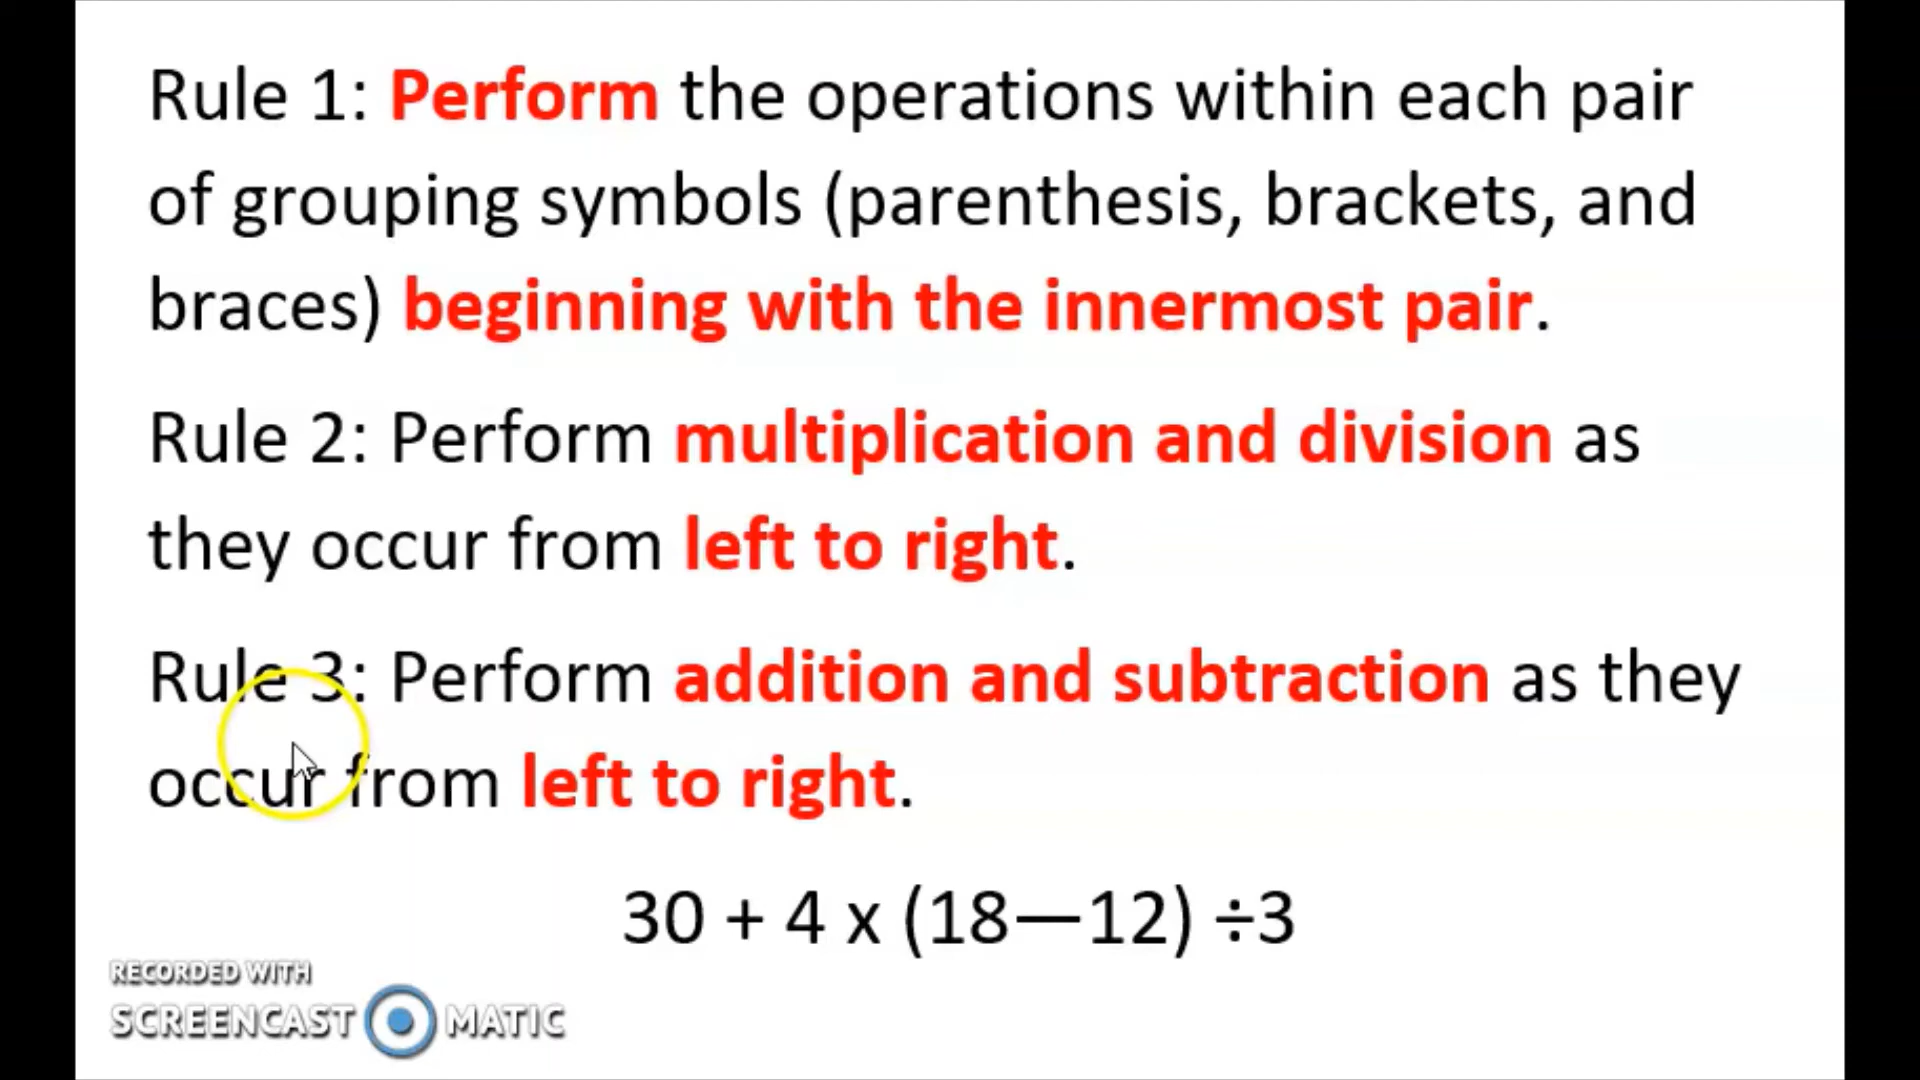 Rule 1: Perform the operations within each pair
of grouping symbols (parenthesis, brackets, and
braces) beginning with the innermost pair.
Rule 2: Perform multiplication and division as
they occur from left to right.
Rule 3: Perform addition and subtraction as they
occur from left to right.
30 + 4 x (18—12) ÷3
RECORDED WITH
SCREENCAST MATIC